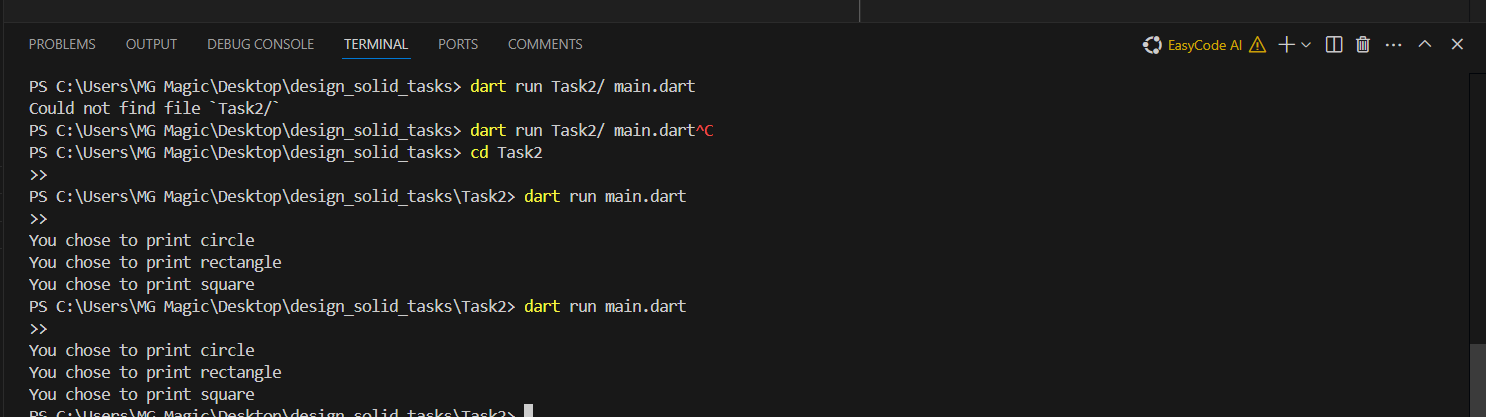 PROBLEMS OUTPUT DEBUG CONSOLE TERMINAL PORTS COMMENTS EasyCode AI
PS C:\Users\MG Magic\Desktop\design_solid_tasks> dart run Task2/ main.dart
Could not find file `Task2/`
PS C:\Users\MG Magic\Desktop\design_solid_tasks> dart run Task2/ main.dart^C
PS C:\Users\MG Magic\Desktop\design_solid_tasks> cd Task2
>>
PS C:\Users\MG Magic\Desktop\design_solid_tasks\Task2> dart run main.dart
>>
You chose to print circle
You chose to print rectangle
You chose to print square
PS C:\Users\MG Magic\Desktop\design_solid_tasks\Task2> dart run main.dart
>>
You chose to print circle
You chose to print rectangle
You chose to print square
PS C:\Users\MG Magic\Desktop\design_solid_tasks\Task2>